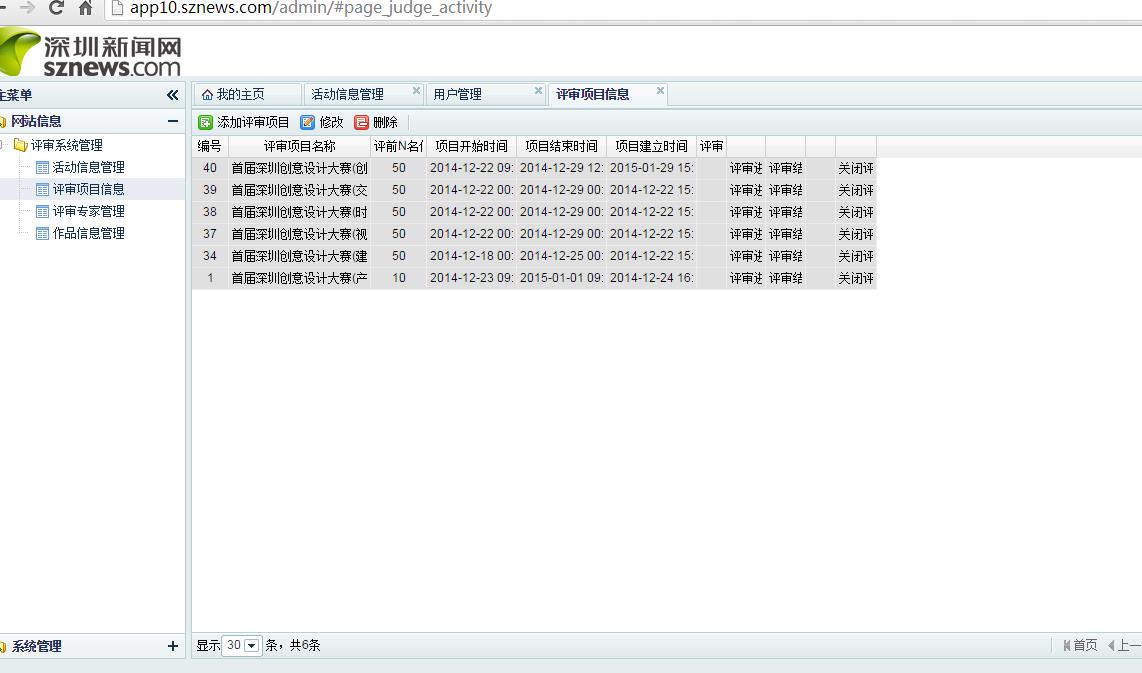 app10.sznews.com/admin/#page_judge_activity
深圳新闻网
sznews.com
主菜单
网站信息
评审系统管理
活动信息管理
评审项目信息
评审专家管理
作品信息管理
系统管理
我的主页 活动信息管理 用户管理 评审项目信息
添加评审项目 修改 删除
编号 评审项目名称 评前N名 项目开始时间 项目结束时间 项目建立时间 评审
40 首届深圳创意设计大赛(创 50 2014-12-22 09: 2014-12-29 12: 2015-01-29 15: 评审进 评审结 关闭评
39 首届深圳创意设计大赛(交 50 2014-12-22 00: 2014-12-29 00: 2014-12-22 15: 评审进 评审结 关闭评
38 首届深圳创意设计大赛(时 50 2014-12-22 00: 2014-12-29 00: 2014-12-22 15: 评审进 评审结 关闭评
37 首届深圳创意设计大赛(视 50 2014-12-22 00: 2014-12-29 00: 2014-12-22 15: 评审进 评审结 关闭评
34 首届深圳创意设计大赛(建 50 2014-12-18 00: 2014-12-25 00: 2014-12-22 15: 评审进 评审结 关闭评
1 首届深圳创意设计大赛(产 10 2014-12-23 09: 2015-01-01 09: 2014-12-24 16: 评审进 评审结 关闭评
显示 30 条，共6条 首页 上一